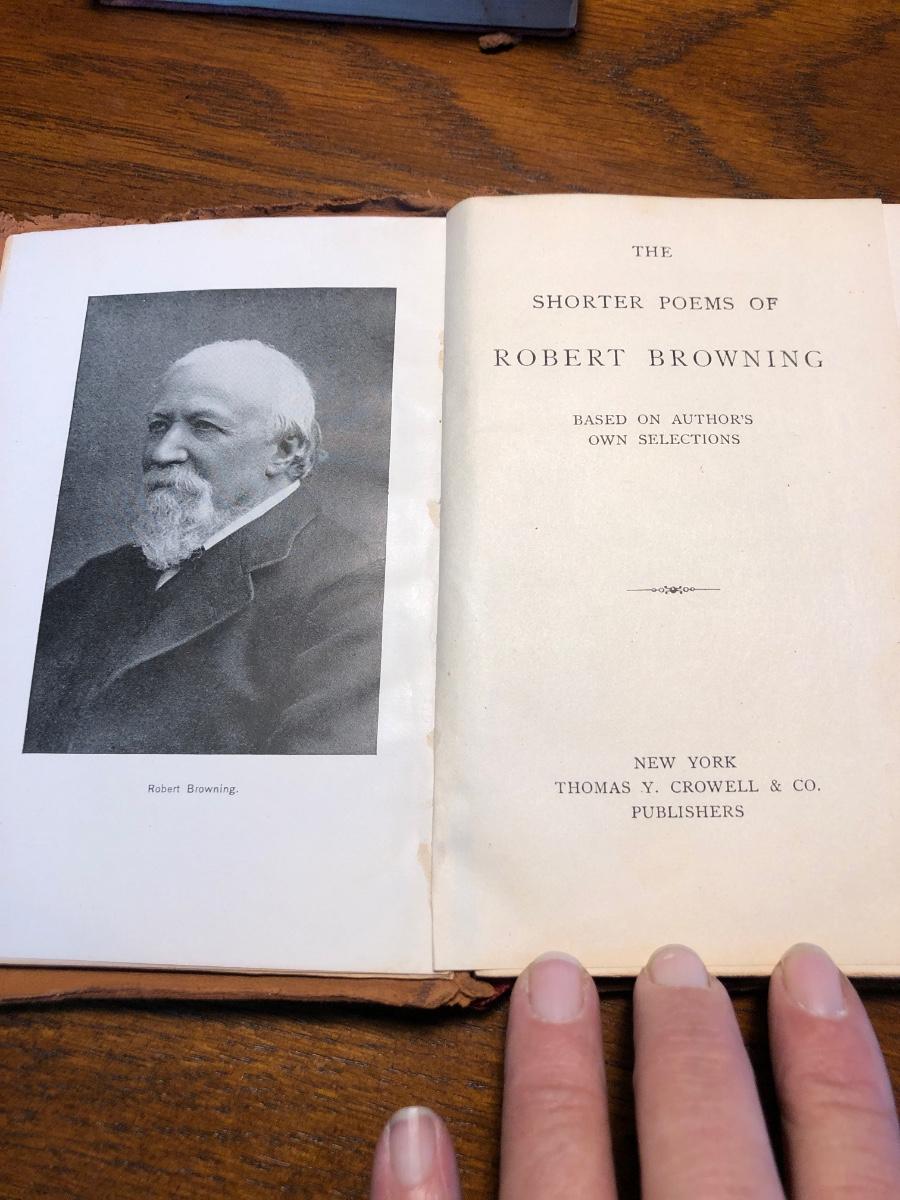 Robert Browning.
THE
SHORTER POEMS OF
ROBERT BROWNING
BASED ON AUTHOR'S
OWN SELECTIONS
NEW YORK
THOMAS Y. CROWELL & CO.
PUBLISHERS